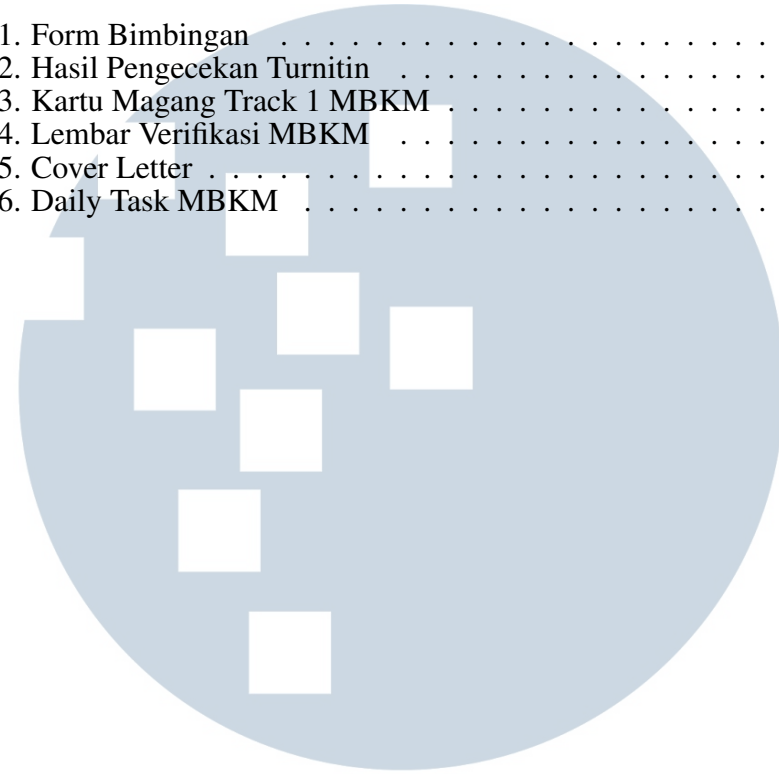 1. Form Bimbingan . . . . . . . . . . . . . . . . . . . . .
2. Hasil Pengecekan Turnitin . . . . . . . . . . . . . . . .
3. Kartu Magang Track 1 MBKM . . . . . . . . . . . . . .
4. Lembar Verifikasi MBKM . . . . . . . . . . . . . . . .
5. Cover Letter . . . . . . . . . . . . . . . . . . . . . . . .
6. Daily Task MBKM . . . . . . . . . . . . . . . . . . . .